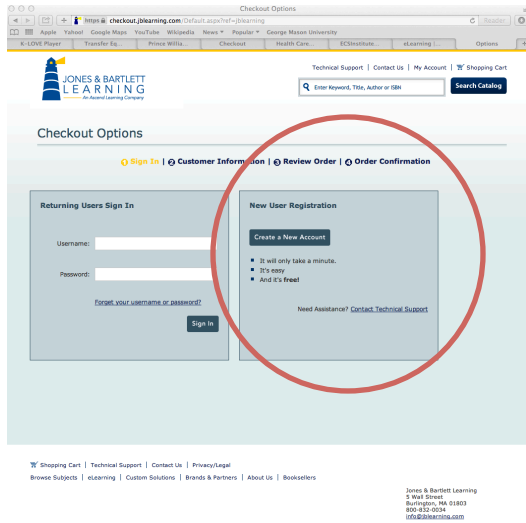 Checkout Options
https checkout.jblearning.com/Default.aspx?ref=jblearning
Reader
Apple Yahoo! Google Maps YouTube Wikipedia News Popular George Mason University
K-LOVE Player Transfer Eq... Prince Willia... Checkout Health Care... ECSinstitute... eLearning :... Options
Technical Support | Contact Us | My Account | Shopping Cart
JONES & BARTLETT
LEARNING
An Ascend Learning Company
Enter Keyword, Title, Author or ISBN
Search Catalog
Checkout Options
1 Sign In | 2 Customer Information | 3 Review Order | 4 Order Confirmation
Returning Users Sign In
Username:
Password:
Forget your username or password?
Sign In
New User Registration
Create a New Account
It will only take a minute.
It's easy
And it's free!
Need Assistance? Contact Technical Support
Shopping Cart | Technical Support | Contact Us | Privacy/Legal
Browse Subjects | eLearning | Custom Solutions | Brands & Partners | About Us | Booksellers
Jones & Bartlett Learning
5 Wall Street
Burlington, MA 01803
800-832-0034
info@jblearning.com